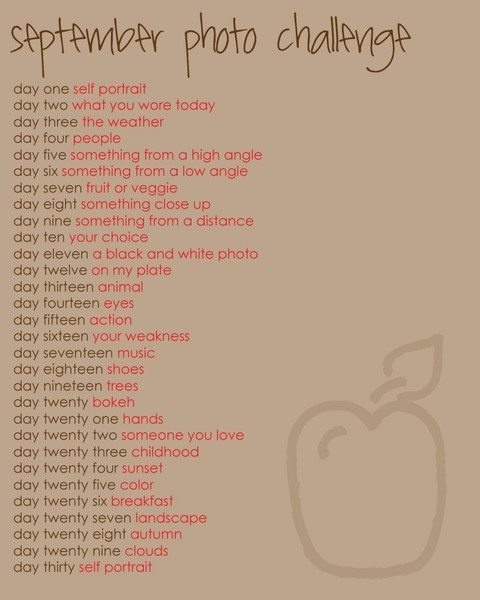 september photo challenge
day one self portrait
day two what you wore today
day three the weather
day four people
day five something from a high angle
day six something from a low angle
day seven fruit or veggie
day eight something close up
day nine something from a distance
day ten your choice
day eleven a black and white photo
day twelve on my plate
day thirteen animal
day fourteen eyes
day fifteen action
day sixteen your weakness
day seventeen music
day eighteen shoes
day nineteen trees
day twenty bokeh
day twenty one hands
day twenty two someone you love
day twenty three childhood
day twenty four sunset
day twenty five color
day twenty six breakfast
day twenty seven landscape
day twenty eight autumn
day twenty nine clouds
day thirty self portrait